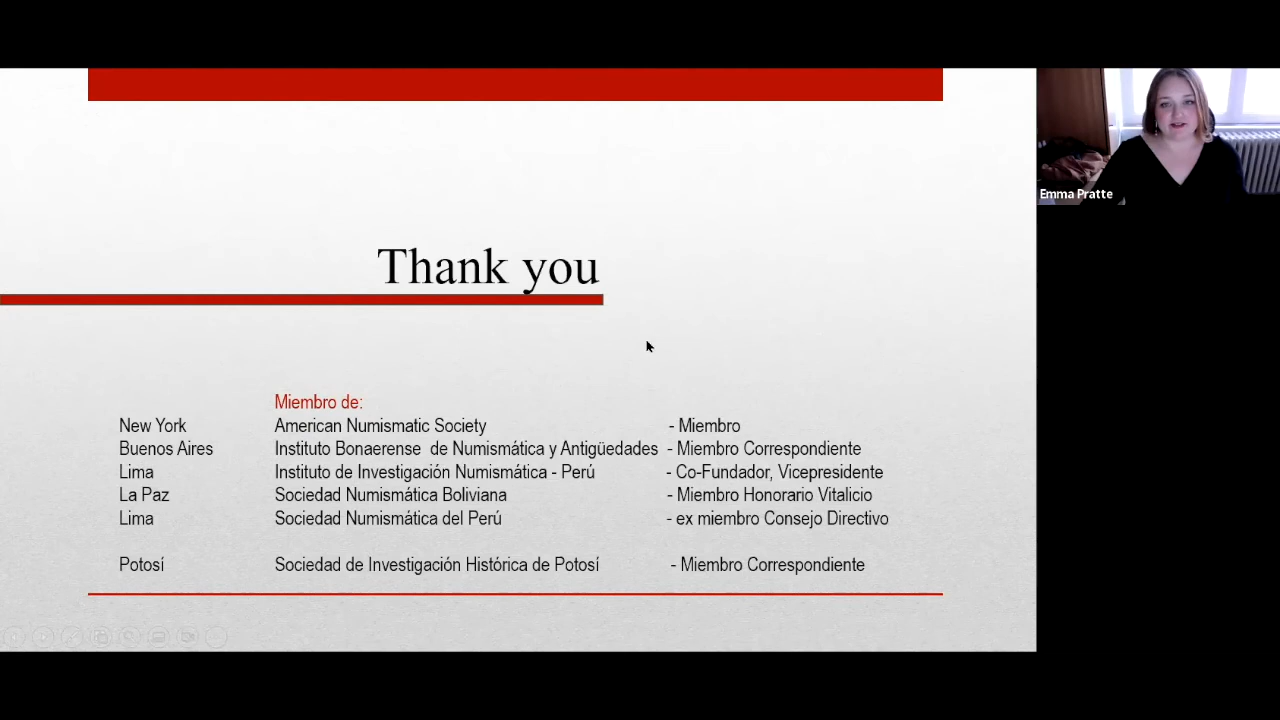 Emma Pratte
Thank you
Miembro de:
New York American Numismatic Society - Miembro
Buenos Aires Instituto Bonaerense de Numismática y Antigüedades - Miembro Correspondiente
Lima Instituto de Investigación Numismática - Perú - Co-Fundador, Vicepresidente
La Paz Sociedad Numismática Boliviana - Miembro Honorario Vitalicio
Lima Sociedad Numismática del Perú - ex miembro Consejo Directivo
Potosí Sociedad de Investigación Histórica de Potosí - Miembro Correspondiente